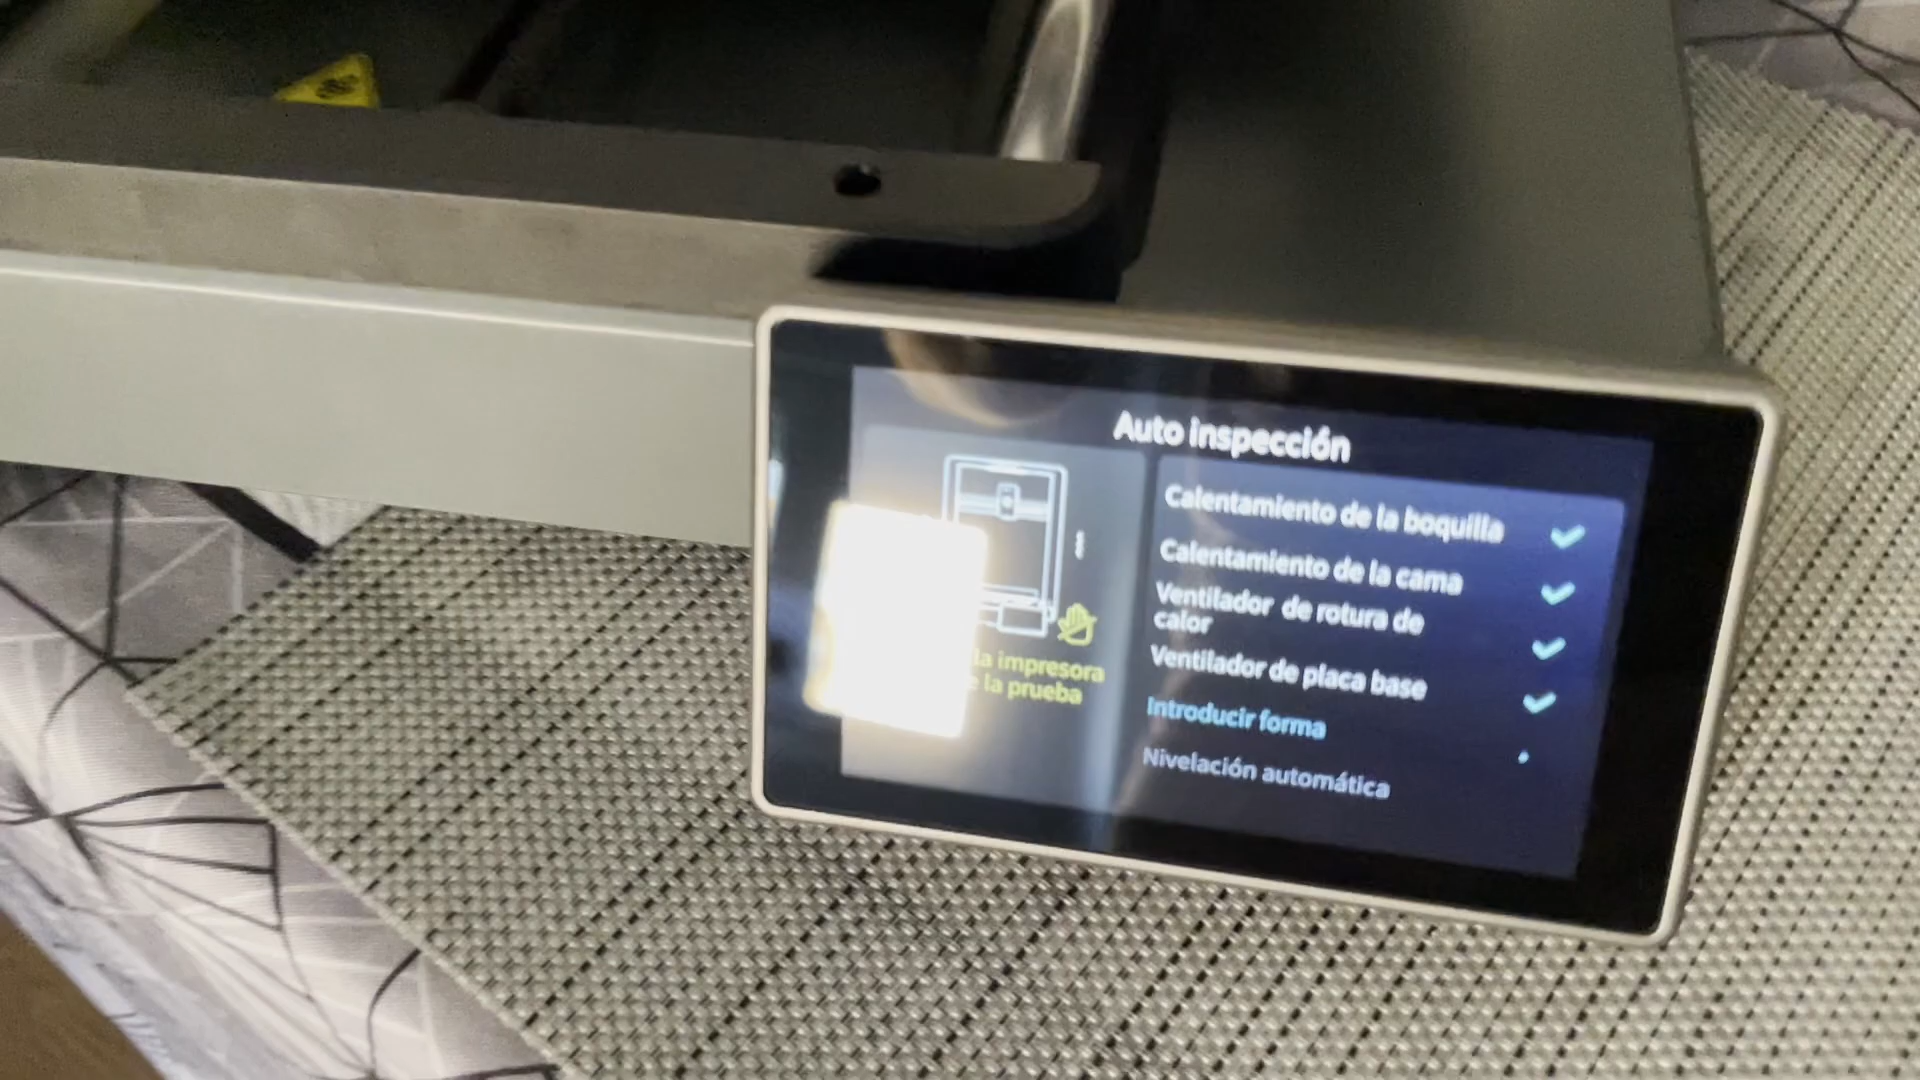 Auto inspección
la impresora
la prueba
Calentamiento de la boquilla
Calentamiento de la cama
Ventilador de rotura de
calor
Ventilador de placa base
Introducir forma
Nivelación automática